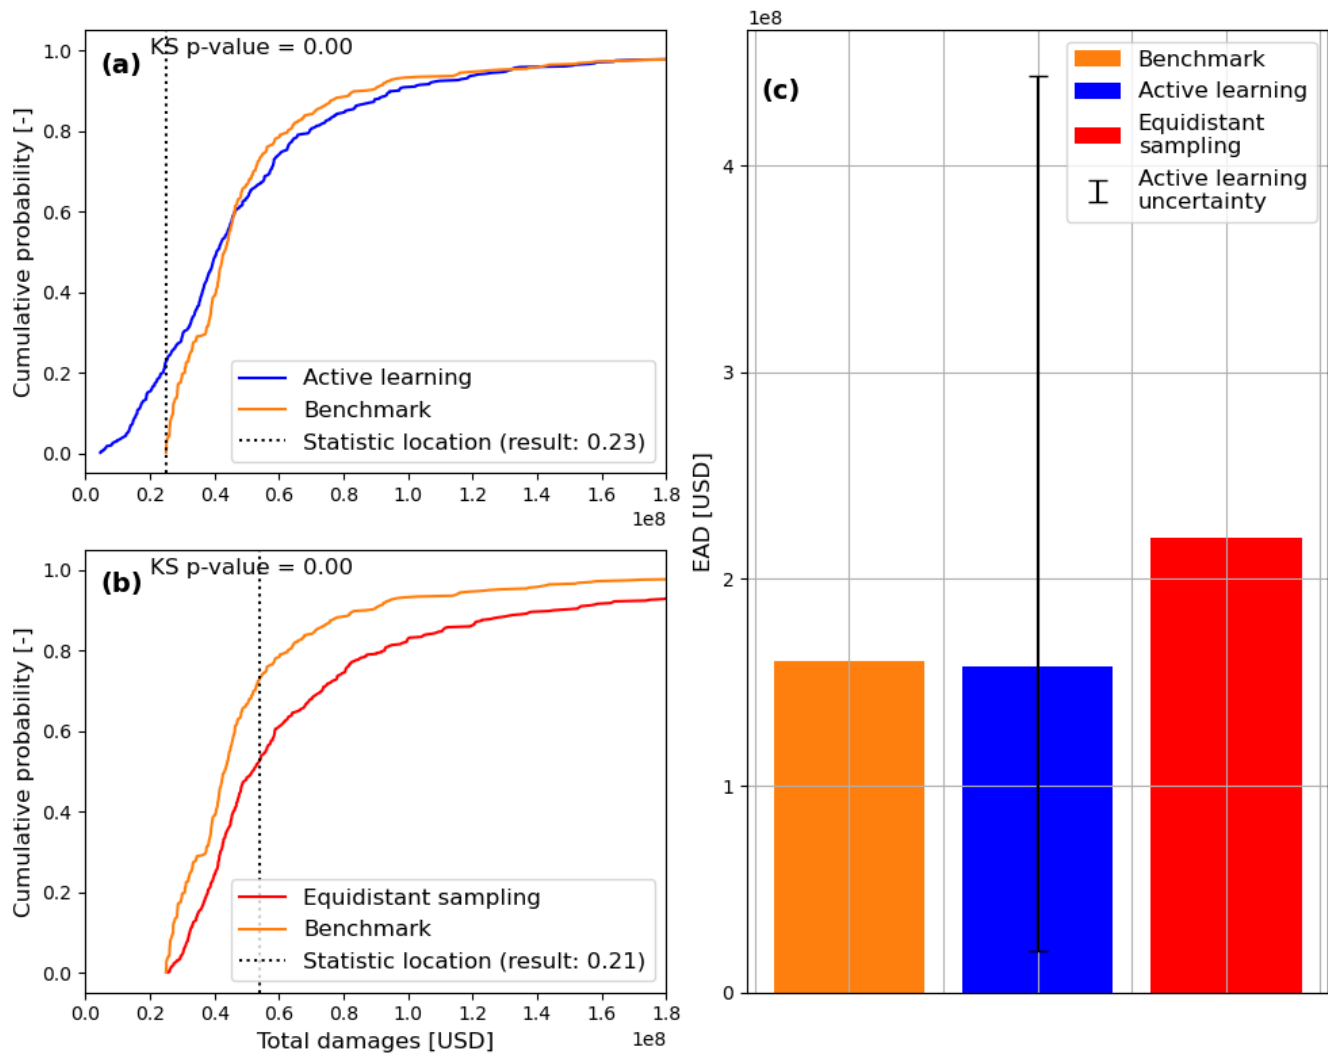 KS p-value = 0.00
(a)
1.0
0.8
0.6
0.4
0.2
0.0
Cumulative probability [-]
Active learning
Benchmark
Statistic location (result: 0.23)
0.0 0.2 0.4 0.6 0.8 1.0 1.2 1.4 1.6 1.8
1e8
KS p-value = 0.00
(b)
1.0
0.8
0.6
0.4
0.2
0.0
Cumulative probability [-]
Equidistant sampling
Benchmark
Statistic location (result: 0.21)
0.0 0.2 0.4 0.6 0.8 1.0 1.2 1.4 1.6 1.8
Total damages [USD]
1e8
1e8
(c)
Benchmark
Active learning
Equidistant
sampling
Active learning
uncertainty
4
3
2
1
0
EAD [USD]